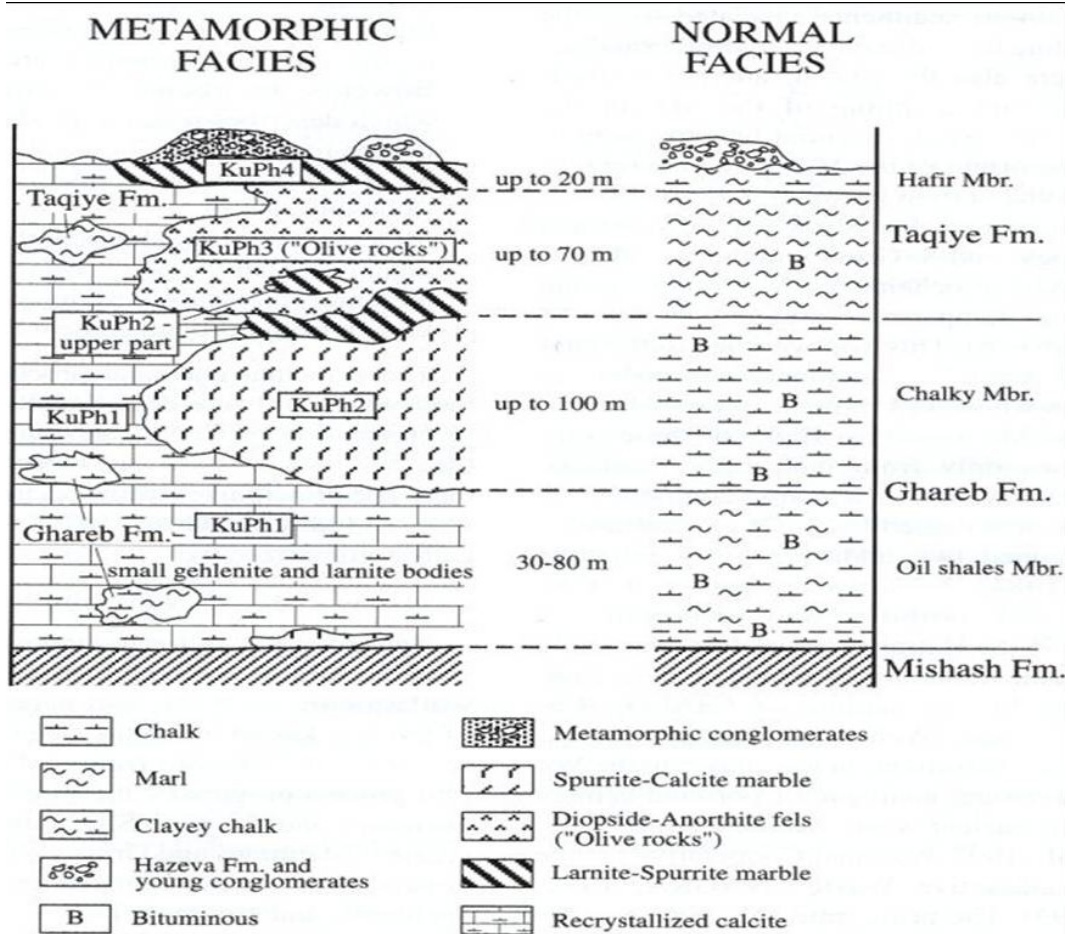 METAMORPHIC
FACIES
NORMAL
FACIES
KuPh4
Taqiye Fm.
KuPh3 ("Olive rocks")
KuPh2 -
upper part
KuPh1
KuPh2
KuPh1
Ghareb Fm.
small gehlenite and larnite bodies
up to 20 m
up to 70 m
up to 100 m
30-80 m
B
B
B
B
B
B
B
Hafir Mbr.
Taqiye Fm.
Chalky Mbr.
Ghareb Fm.
Oil shales Mbr.
Mishash Fm.
Chalk
Marl
Clayey chalk
Hazeva Fm. and
young conglomerates
B Bituminous
Metamorphic conglomerates
Spurrite-Calcite marble
Diopside-Anorthite fels
("Olive rocks")
Larnite-Spurrite marble
Recrystallized calcite